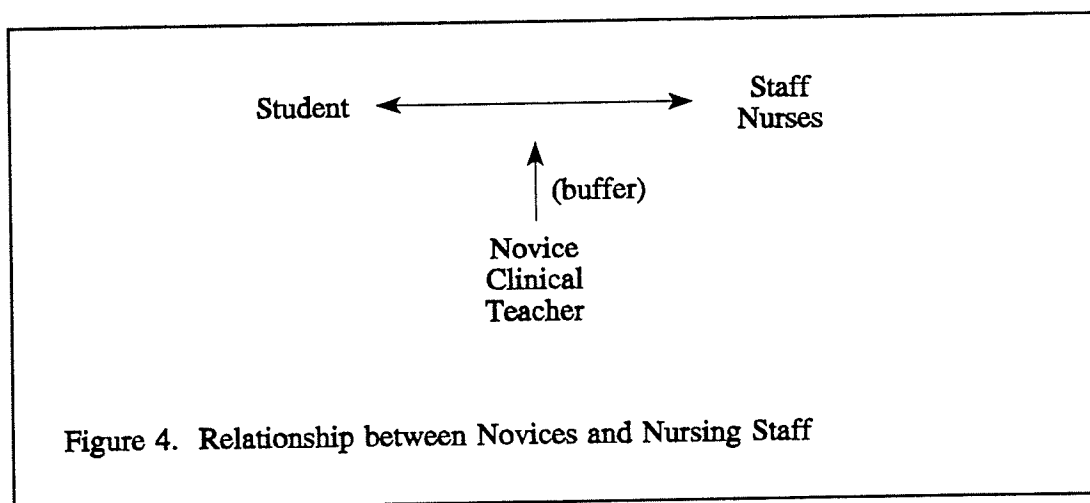 Student
Staff
Nurses
(buffer)
Novice
Clinical
Teacher
Figure 4. Relationship between Novices and Nursing Staff